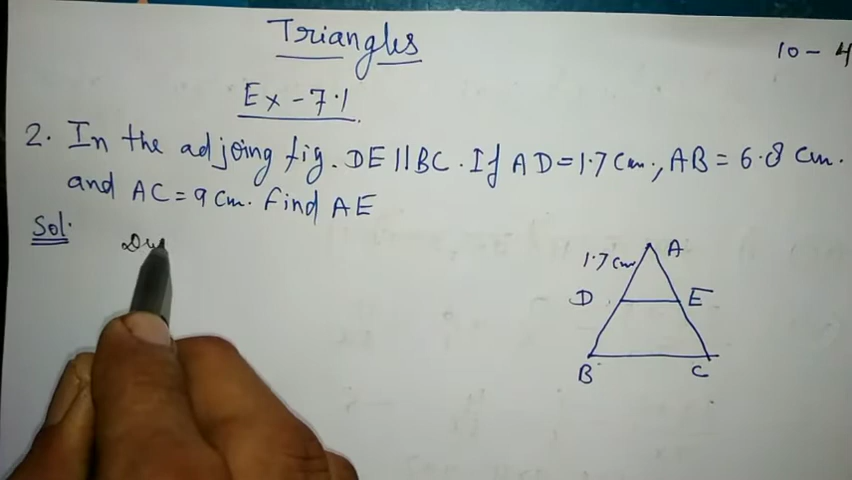 Triangles
10-4
Ex-7.1
2. In the adjoing fig. DE||BC. If AD=1.7 Cm., AB=6.8 Cm.
and AC=9 Cm. Find AE
Sol.
A
1.7 Cm
D E
B C